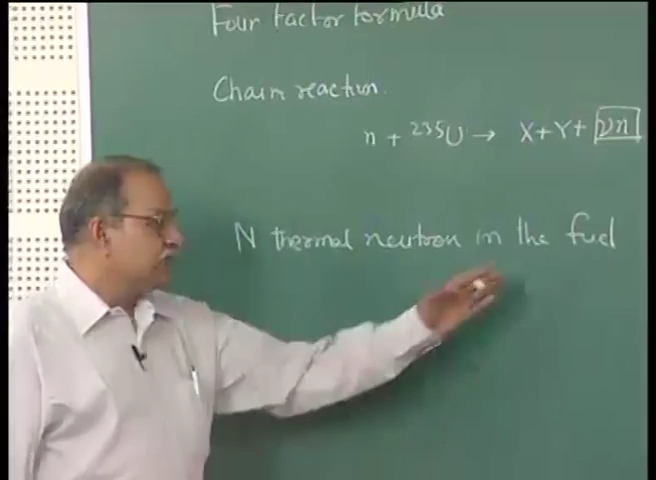 Four factor formula
Chain reaction.
n + ²³⁵U → X+Y+ νn
N thermal neutron in the fuel